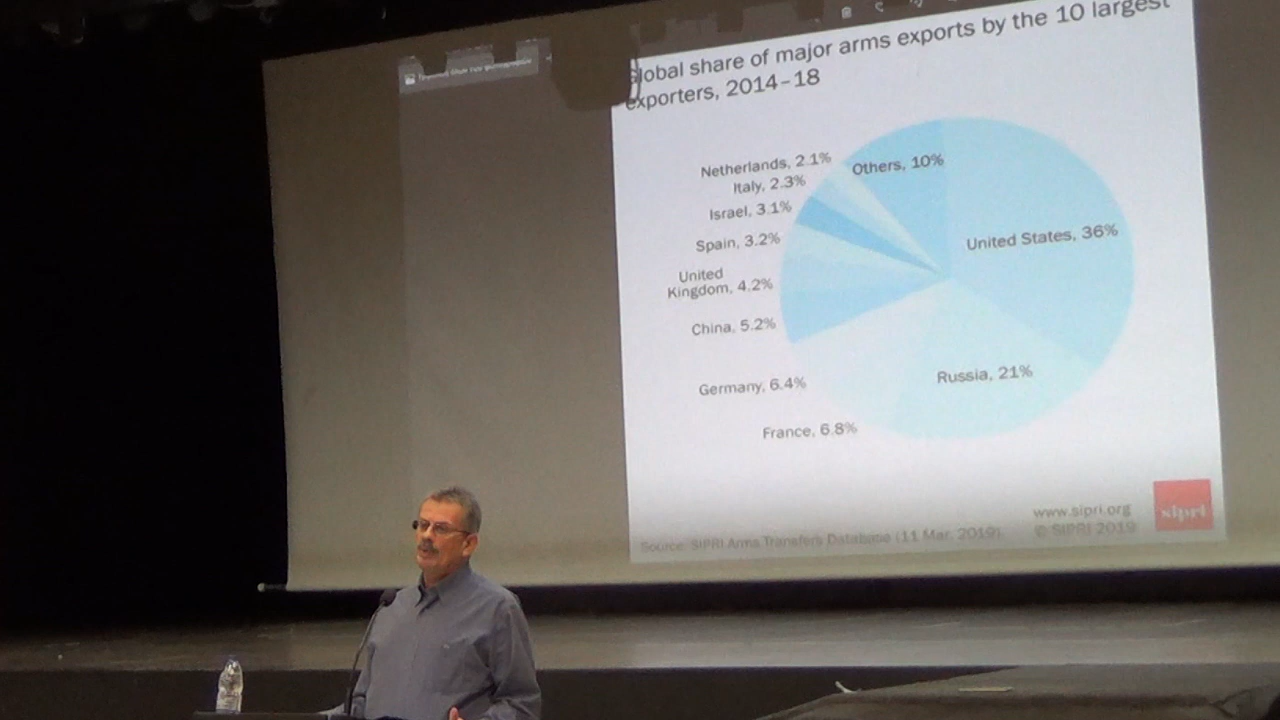 Global share of major arms exports by the 10 largest
exporters, 2014–18
Netherlands, 2.1%
Others, 10%
Italy, 2.3%
Israel, 3.1%
Spain, 3.2%
United States, 36%
United
Kingdom, 4.2%
China, 5.2%
Germany, 6.4%
Russia, 21%
France, 6.8%
www.sipri.org
© SIPRI 2019
sipri
Source: SIPRI Arms Transfers Database (11 Mar. 2019)